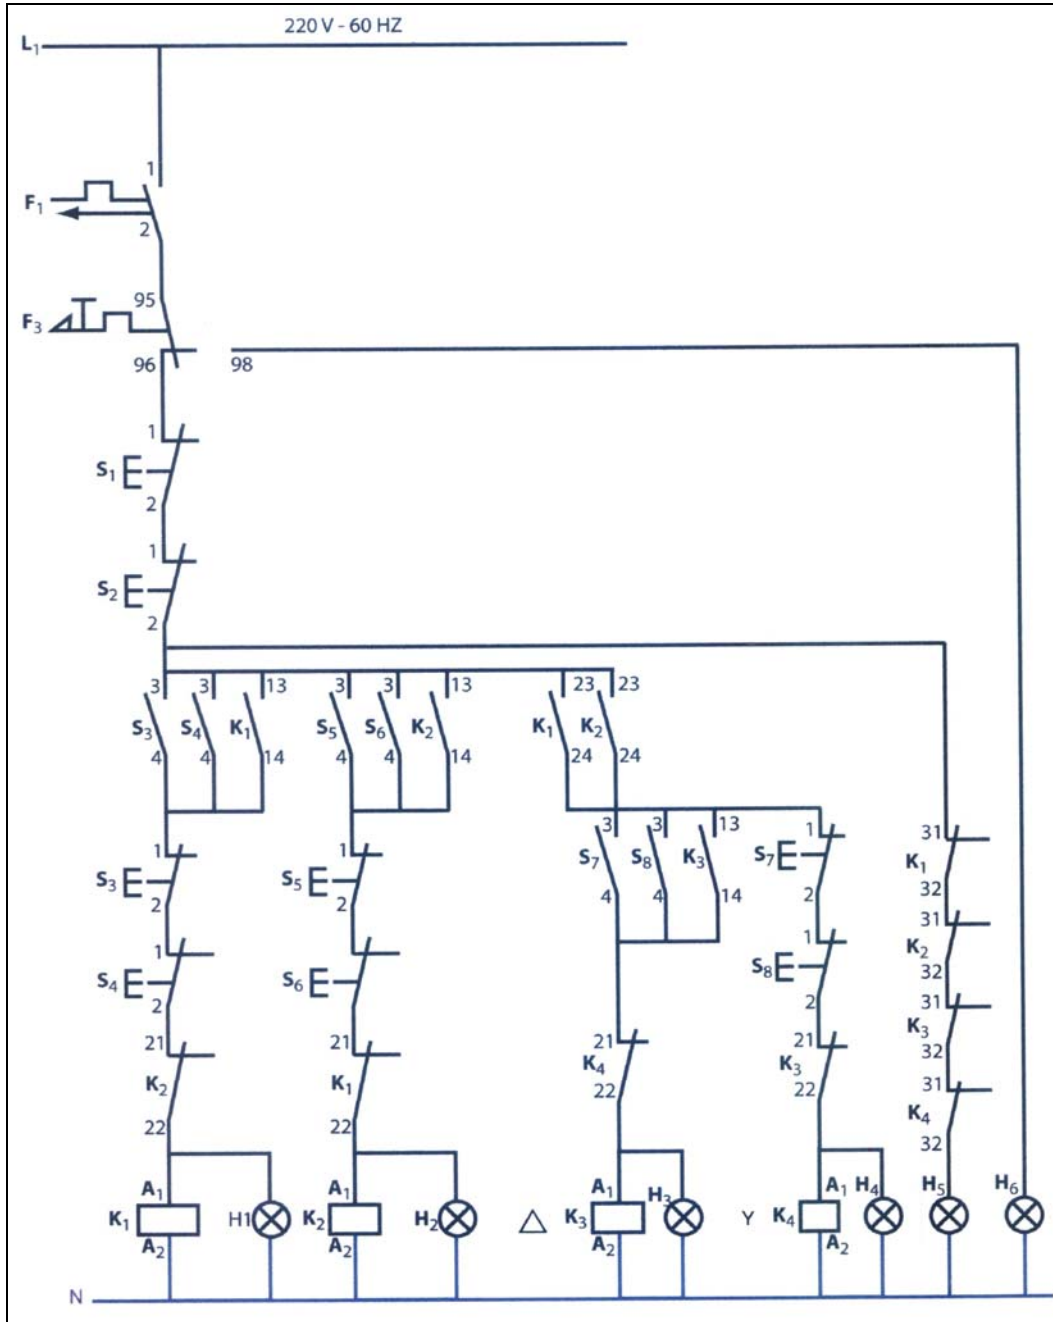 220 V - 60 HZ
L1
1
F1
2
95
F3
96 98
1
S1
2
1
S2
2
3 3 13 3 3 13 23 23
S3 S4 K1 S5 S6 K2 K1 K2
4 4 14 4 4 14 24 24
3 3 13 1 31
S7 S8 K3 S7 K1
1 1 4 4 14 2 32
S3 S5
2 2
1 1 31
S4 S6 S8 K2
2 2 32
21 21 21 21 31
K2 K1 K4 K3 K3
22 22 32
31
K4
22 22 32
A1 A1 A1 A1 H4 H5 H6
K1 H1 K2 H2 △ K3 H3 Y K4
A2 A2 A2 A2
N